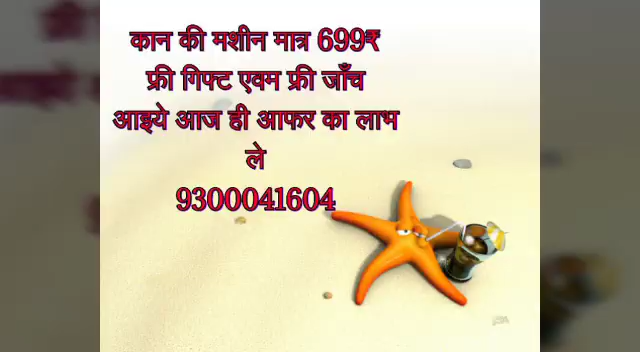 कान की मशीन मात्र 699₹
फ्री गिफ्ट एवम फ्री जाँच
आइये आज ही आफर का लाभ
ले
9300041604